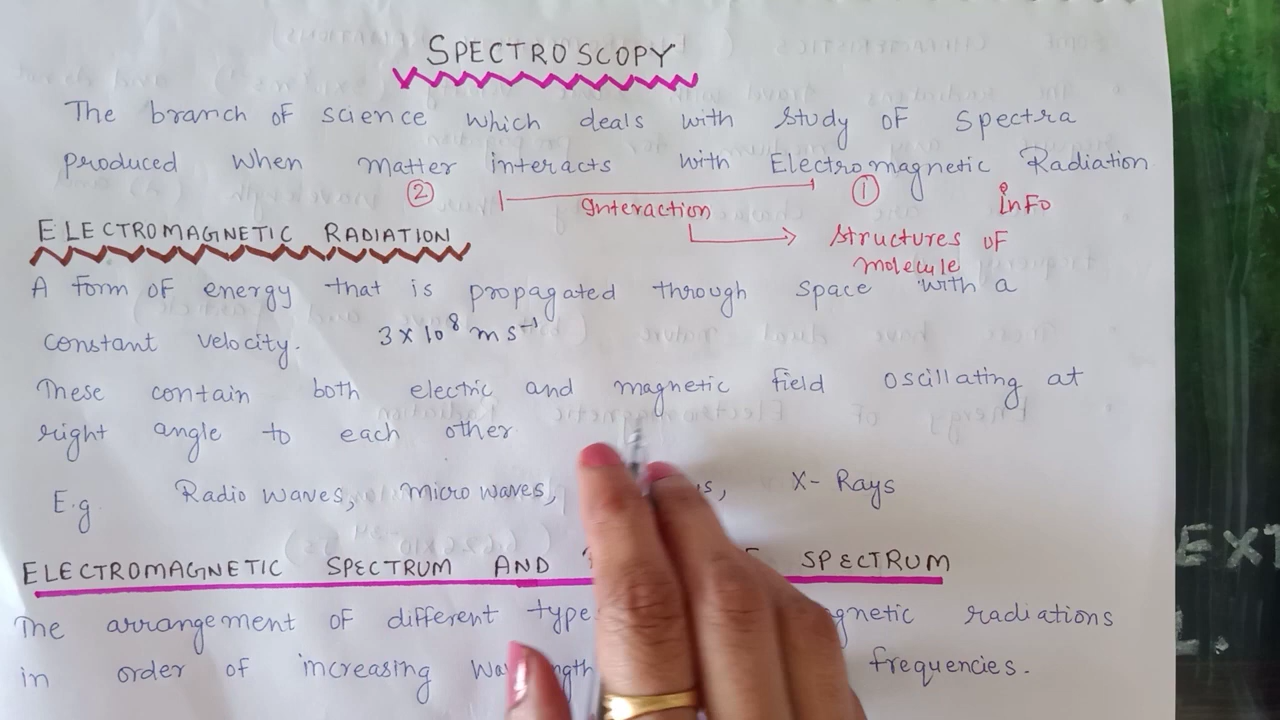 SPECTROSCOPY
The branch of science which deals with study of spectra
produced when matter interacts with Electromagnetic Radiation
② Interaction ① info
structures of
molecule
ELECTROMAGNETIC RADIATION
A form of energy that is propagated through space with a
constant velocity. 3 × 10⁸ ms⁻¹
These contain both electric and magnetic field oscillating at
right angle to each other
E.g Radio waves, micro waves, X-Rays
ELECTROMAGNETIC SPECTRUM AND SPECTRUM
The arrangement of different radiations
in order of increasing frequencies.
EXT
L.